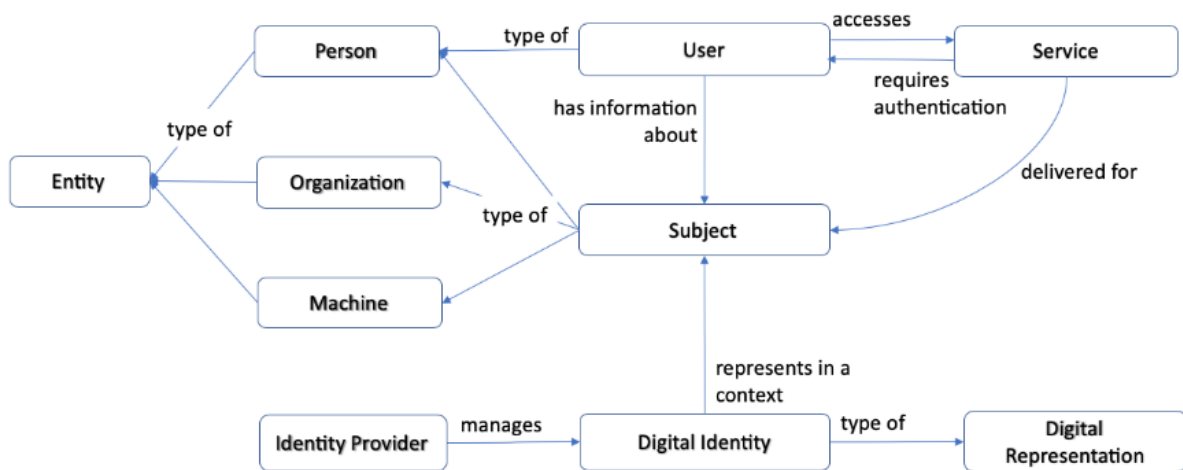 accesses
Person
type of
User
Service
requires
authentication
has information
about
type of
Entity
Organization
type of
delivered for
Subject
Machine
represents in a
context
Identity Provider
manages
Digital Identity
type of
Digital
Representation